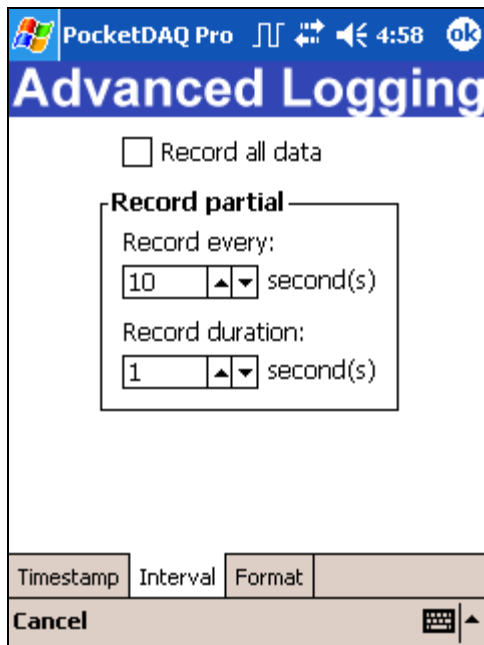 PocketDAQ Pro 4:58 ok
Advanced Logging
Record all data
Record partial
Record every:
10 second(s)
Record duration:
1 second(s)
Timestamp Interval Format
Cancel